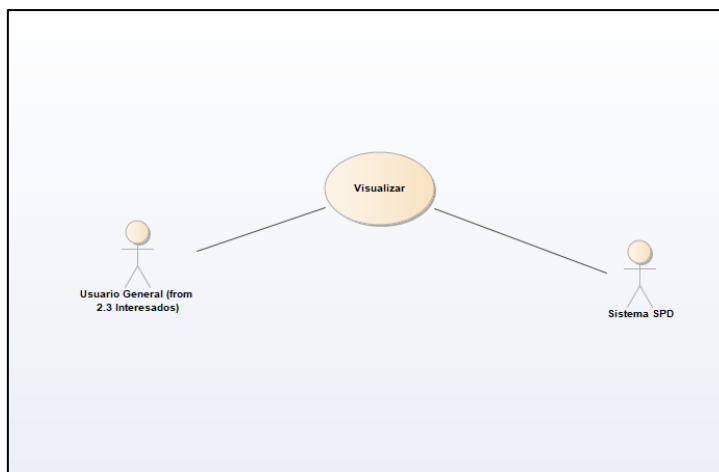 Visualizar
Usuario General (from
2.3 Interesados)
Sistema SPD